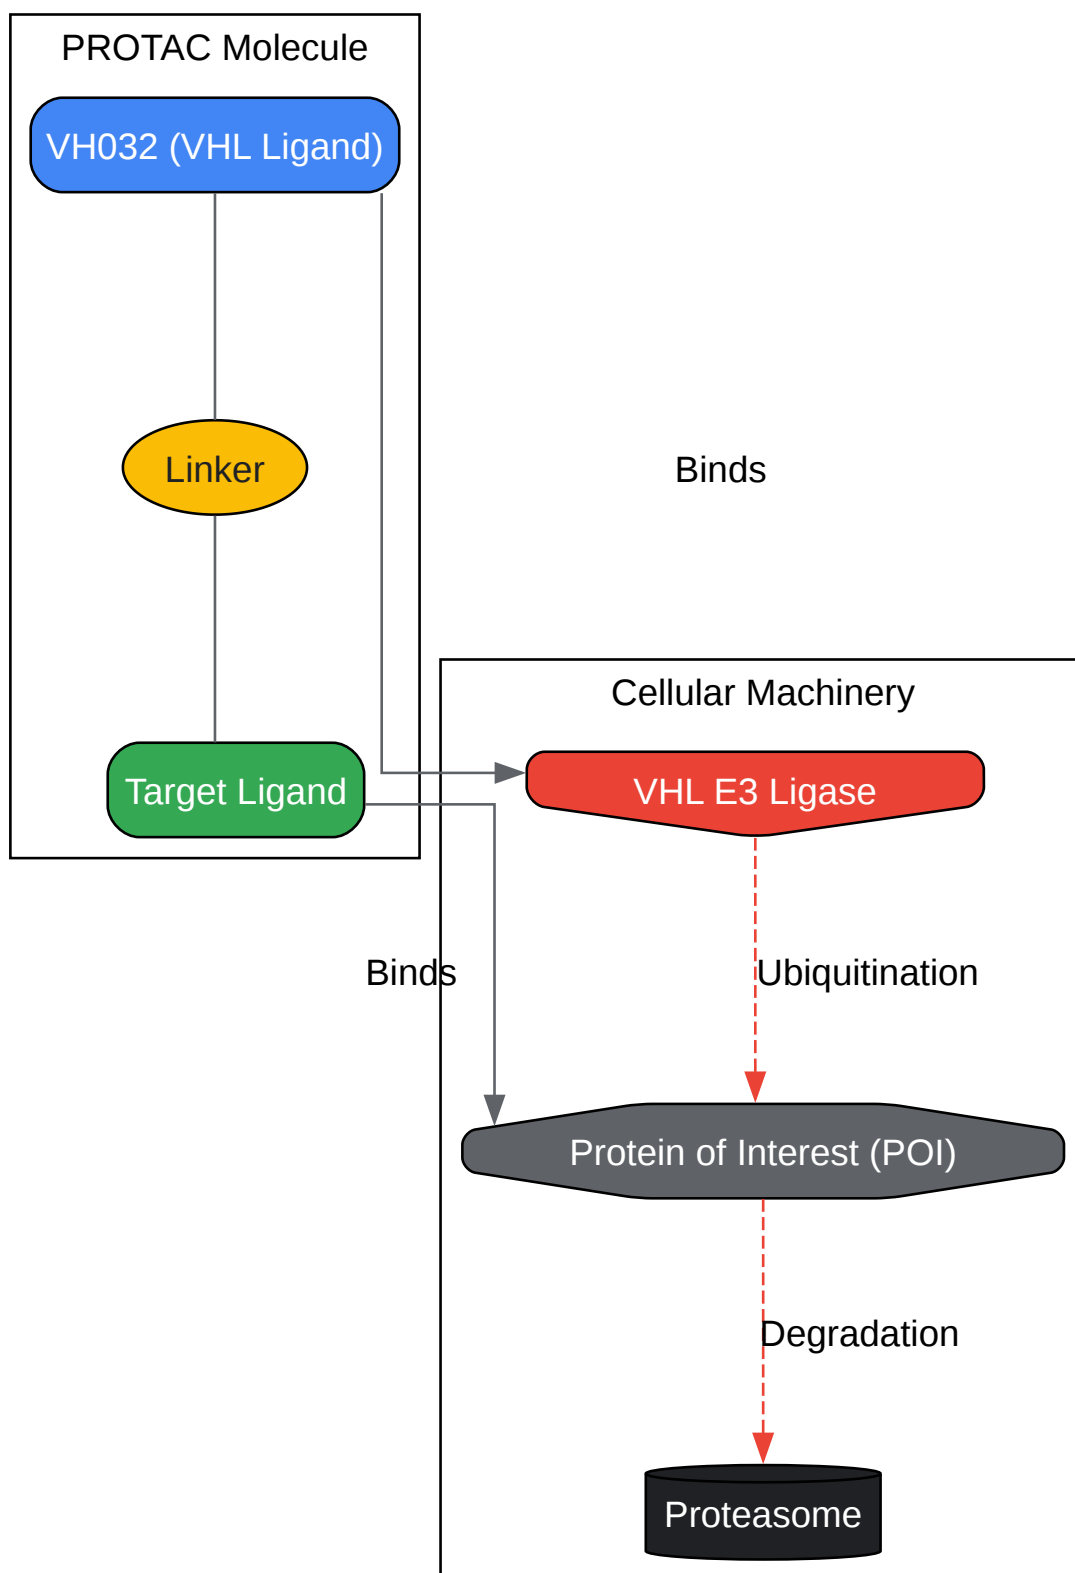 PROTAC Molecule
VH032 (VHL Ligand)
Linker
Binds
Cellular Machinery
Target Ligand
VHL E3 Ligase
Binds
Ubiquitination
Protein of Interest (POI)
Degradation
Proteasome